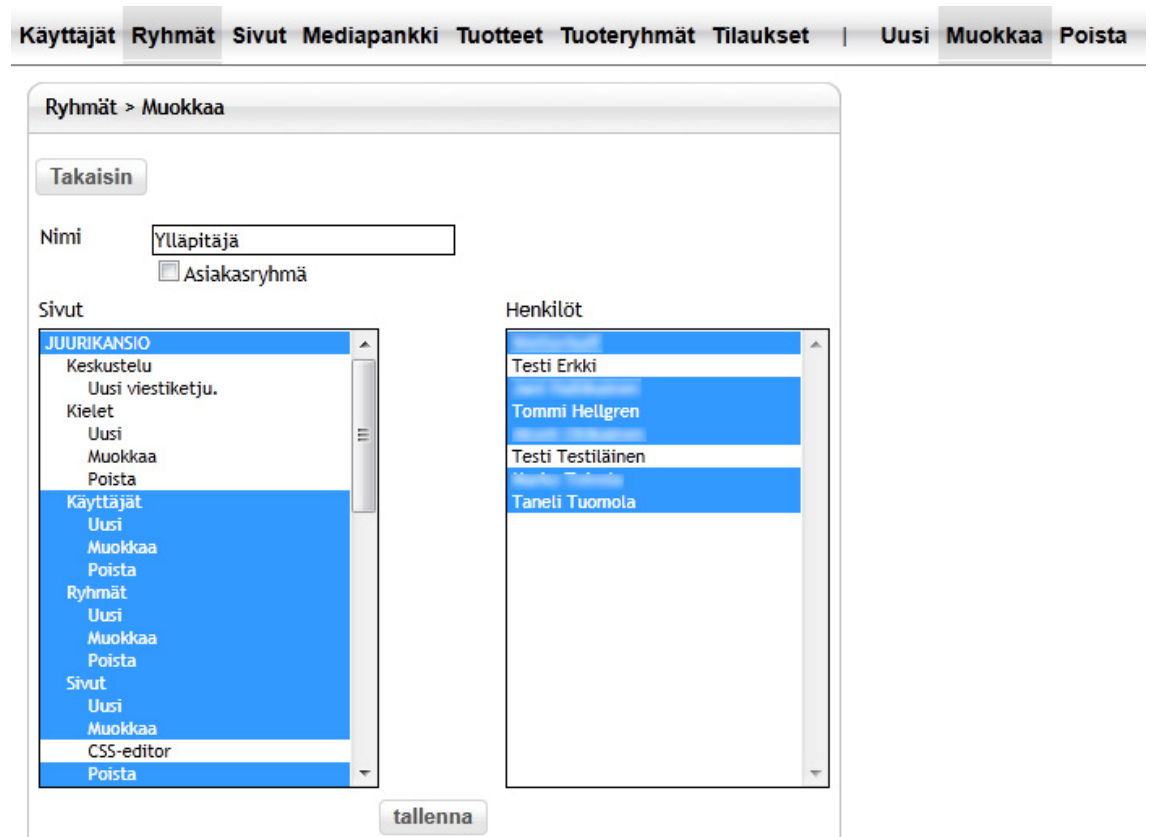 Käyttäjät Ryhmät Sivut Mediapankki Tuotteet Tuoteryhmät Tilaukset | Uusi Muokkaa Poista
Ryhmät > Muokkaa
Takaisin
Nimi Ylläpitäjä
Asiakasryhmä
Sivut
JUURIKANSIO
Keskustelu
Uusi viestiketju.
Kielet
Uusi
Muokkaa
Poista
Käyttäjät
Uusi
Muokkaa
Poista
Ryhmät
Uusi
Muokkaa
Poista
Sivut
Uusi
Muokkaa
CSS-editor
Poista
Henkilöt
Testi Erkki
Tommi Hellgren
Testi Testiläinen
Taneli Tuomola
tallenna